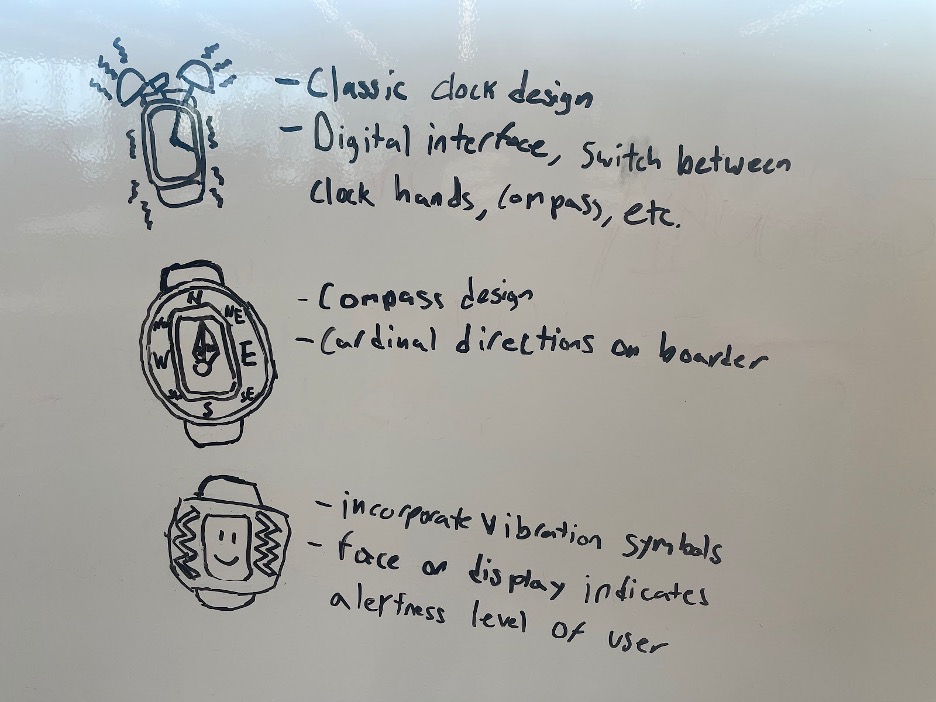 - Classic clock design
- Digital interface, Switch between
clock hands, compass, etc.
N
NW
NE
W
E
SW
SE
S
- Compass design
- Cardinal directions on boarder
- incorporate vibration symbols
- face on display indicates
alertness level of user